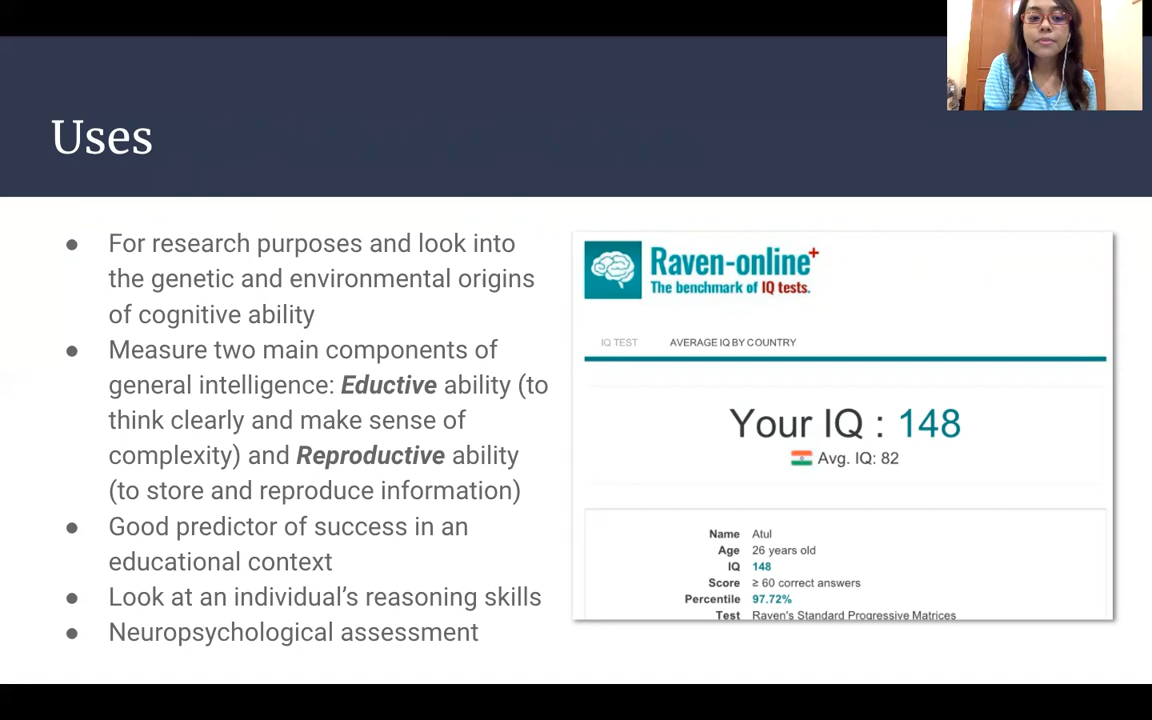 Uses
● For research purposes and look into
the genetic and environmental origins
of cognitive ability
● Measure two main components of
general intelligence: Eductive ability (to
think clearly and make sense of
complexity) and Reproductive ability
(to store and reproduce information)
● Good predictor of success in an
educational context
● Look at an individual’s reasoning skills
● Neuropsychological assessment
Raven-online+
The benchmark of IQ tests.
IQ TEST AVERAGE IQ BY COUNTRY
Your IQ : 148
Avg. IQ: 82
Name Atul
Age 26 years old
IQ 148
Score ≥ 60 correct answers
Percentile 97.72%
Test Raven's Standard Progressive Matrices